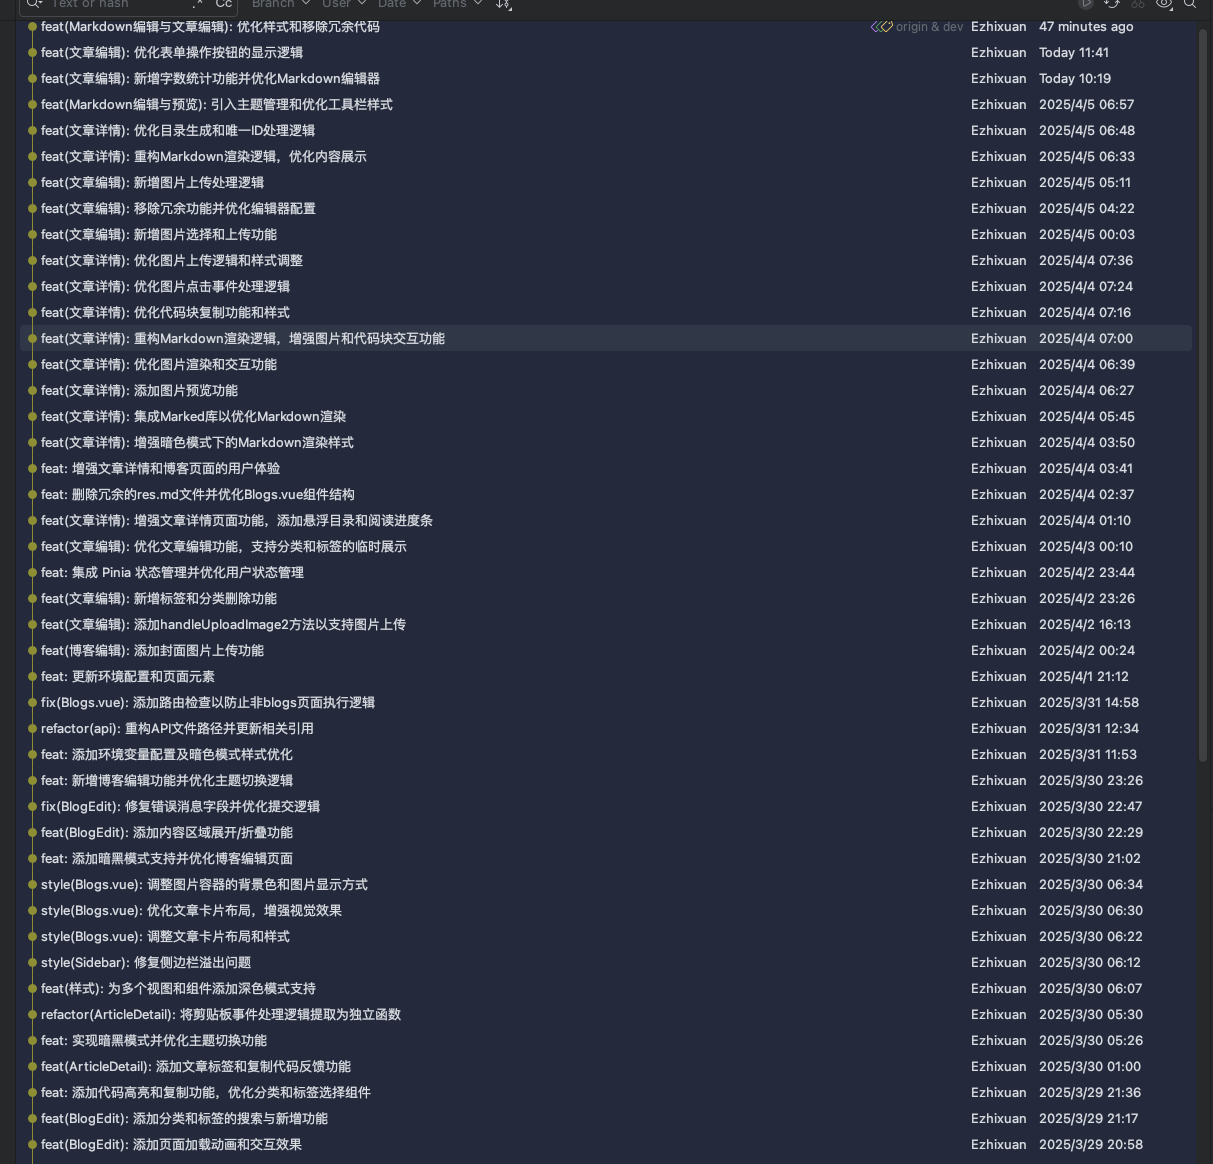 Text or hash .* Cc Branch User Date Paths
feat(Markdown编辑与文章编辑): 优化样式和移除冗余代码 origin & dev Ezhixuan 47 minutes ago
feat(文章编辑): 优化表单操作按钮的显示逻辑 Ezhixuan Today 11:41
feat(文章编辑): 新增字数统计功能并优化Markdown编辑器 Ezhixuan Today 10:19
feat(Markdown编辑与预览): 引入主题管理和优化工具栏样式 Ezhixuan 2025/4/5 06:57
feat(文章详情): 优化目录生成和唯一ID处理逻辑 Ezhixuan 2025/4/5 06:48
feat(文章详情): 重构Markdown渲染逻辑，优化内容展示 Ezhixuan 2025/4/5 06:33
feat(文章编辑): 新增图片上传处理逻辑 Ezhixuan 2025/4/5 05:11
feat(文章编辑): 移除冗余功能并优化编辑器配置 Ezhixuan 2025/4/5 04:22
feat(文章编辑): 新增图片选择和上传功能 Ezhixuan 2025/4/5 00:03
feat(文章详情): 优化图片上传逻辑和样式调整 Ezhixuan 2025/4/4 07:36
feat(文章详情): 优化图片点击事件处理逻辑 Ezhixuan 2025/4/4 07:24
feat(文章详情): 优化代码块复制功能和样式 Ezhixuan 2025/4/4 07:16
feat(文章详情): 重构Markdown渲染逻辑，增强图片和代码块交互功能 Ezhixuan 2025/4/4 07:00
feat(文章详情): 优化图片渲染和交互功能 Ezhixuan 2025/4/4 06:39
feat(文章详情): 添加图片预览功能 Ezhixuan 2025/4/4 06:27
feat(文章详情): 集成Marked库以优化Markdown渲染 Ezhixuan 2025/4/4 05:45
feat(文章详情): 增强暗色模式下的Markdown渲染样式 Ezhixuan 2025/4/4 03:50
feat: 增强文章详情和博客页面的用户体验 Ezhixuan 2025/4/4 03:41
feat: 删除冗余的res.md文件并优化Blogs.vue组件结构 Ezhixuan 2025/4/4 02:37
feat(文章详情): 增强文章详情页面功能，添加悬浮目录和阅读进度条 Ezhixuan 2025/4/4 01:10
feat(文章编辑): 优化文章编辑功能，支持分类和标签的临时展示 Ezhixuan 2025/4/3 00:10
feat: 集成 Pinia 状态管理并优化用户状态管理 Ezhixuan 2025/4/2 23:44
feat(文章编辑): 新增标签和分类删除功能 Ezhixuan 2025/4/2 23:26
feat(文章编辑): 添加handleUploadImage2方法以支持图片上传 Ezhixuan 2025/4/2 16:13
feat(博客编辑): 添加封面图片上传功能 Ezhixuan 2025/4/2 00:24
feat: 更新环境配置和页面元素 Ezhixuan 2025/4/1 21:12
fix(Blogs.vue): 添加路由检查以防止非blogs页面执行逻辑 Ezhixuan 2025/3/31 14:58
refactor(api): 重构API文件路径并更新相关引用 Ezhixuan 2025/3/31 12:34
feat: 添加环境变量配置及暗色模式样式优化 Ezhixuan 2025/3/31 11:53
feat: 新增博客编辑功能并优化主题切换逻辑 Ezhixuan 2025/3/30 23:26
fix(BlogEdit): 修复错误消息字段并优化提交逻辑 Ezhixuan 2025/3/30 22:47
feat(BlogEdit): 添加内容区域展开/折叠功能 Ezhixuan 2025/3/30 22:29
feat: 添加暗黑模式支持并优化博客编辑页面 Ezhixuan 2025/3/30 21:02
style(Blogs.vue): 调整图片容器的背景色和图片显示方式 Ezhixuan 2025/3/30 06:34
style(Blogs.vue): 优化文章卡片布局，增强视觉效果 Ezhixuan 2025/3/30 06:30
style(Blogs.vue): 调整文章卡片布局和样式 Ezhixuan 2025/3/30 06:22
style(Sidebar): 修复侧边栏溢出问题 Ezhixuan 2025/3/30 06:12
feat(样式): 为多个视图和组件添加深色模式支持 Ezhixuan 2025/3/30 06:07
refactor(ArticleDetail): 将剪贴板事件处理逻辑提取为独立函数 Ezhixuan 2025/3/30 05:30
feat: 实现暗黑模式并优化主题切换功能 Ezhixuan 2025/3/30 05:26
feat(ArticleDetail): 添加文章标签和复制代码反馈功能 Ezhixuan 2025/3/30 01:00
feat: 添加代码高亮和复制功能，优化分类和标签选择组件 Ezhixuan 2025/3/29 21:36
feat(BlogEdit): 添加分类和标签的搜索与新增功能 Ezhixuan 2025/3/29 21:17
feat(BlogEdit): 添加页面加载动画和交互效果 Ezhixuan 2025/3/29 20:58